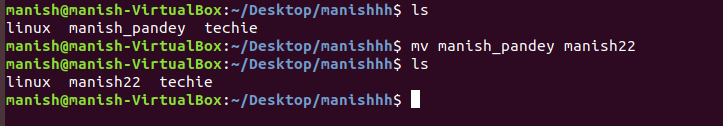 manish@manish-VirtualBox:~/Desktop/manishhh$ ls
linux  manish_pandey  techie
manish@manish-VirtualBox:~/Desktop/manishhh$ mv manish_pandey manish22
manish@manish-VirtualBox:~/Desktop/manishhh$ ls
linux  manish22  techie
manish@manish-VirtualBox:~/Desktop/manishhh$